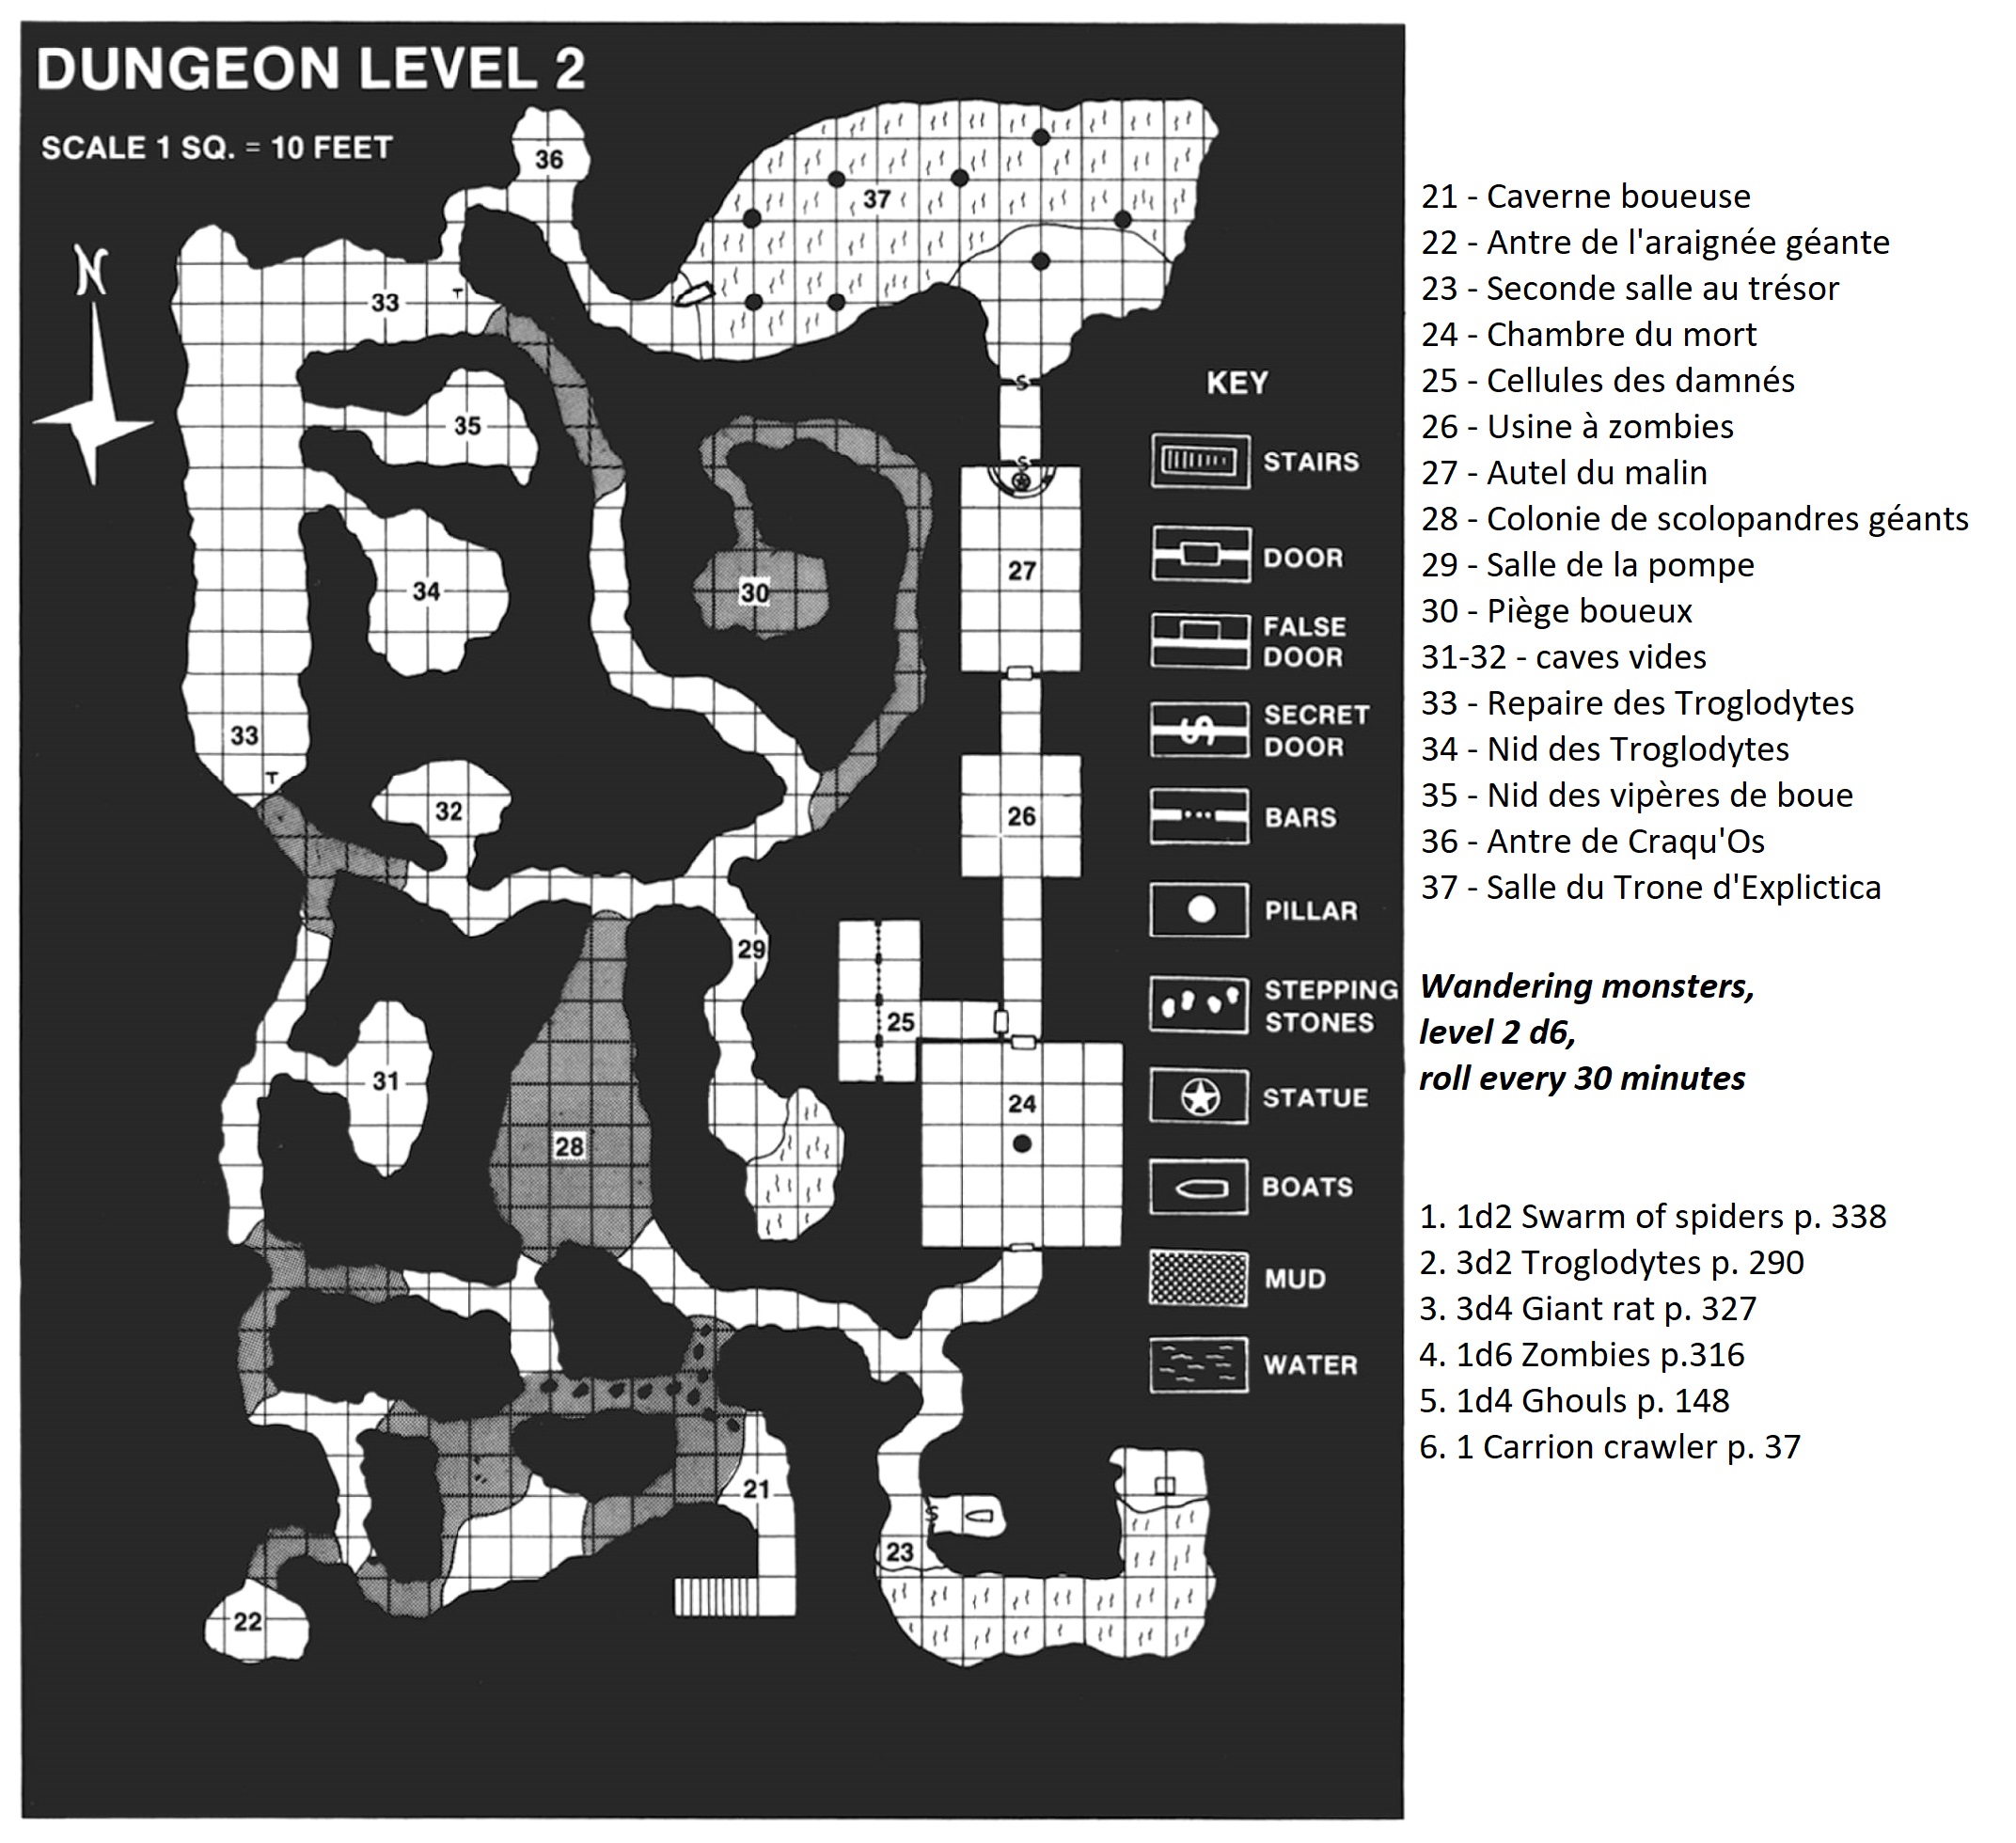 DUNGEON LEVEL 2
SCALE 1 SQ. = 10 FEET
N
36
37
33
T
35
34
30
27
33
T
32
26
29
25
31
24
28
21
23
22
S
S
S
KEY
STAIRS
DOOR
FALSE
DOOR
SECRET
DOOR
S
BARS
PILLAR
STEPPING
STONES
STATUE
BOATS
MUD
WATER
21 - Caverne boueuse
22 - Antre de l'araignée géante
23 - Seconde salle au trésor
24 - Chambre du mort
25 - Cellules des damnés
26 - Usine à zombies
27 - Autel du malin
28 - Colonie de scolopandres géants
29 - Salle de la pompe
30 - Piège boueux
31-32 - caves vides
33 - Repaire des Troglodytes
34 - Nid des Troglodytes
35 - Nid des vipères de boue
36 - Antre de Craqu'Os
37 - Salle du Trone d'Explictica
Wandering monsters,
level 2 d6,
roll every 30 minutes
1. 1d2 Swarm of spiders p. 338
2. 3d2 Troglodytes p. 290
3. 3d4 Giant rat p. 327
4. 1d6 Zombies p.316
5. 1d4 Ghouls p. 148
6. 1 Carrion crawler p. 37